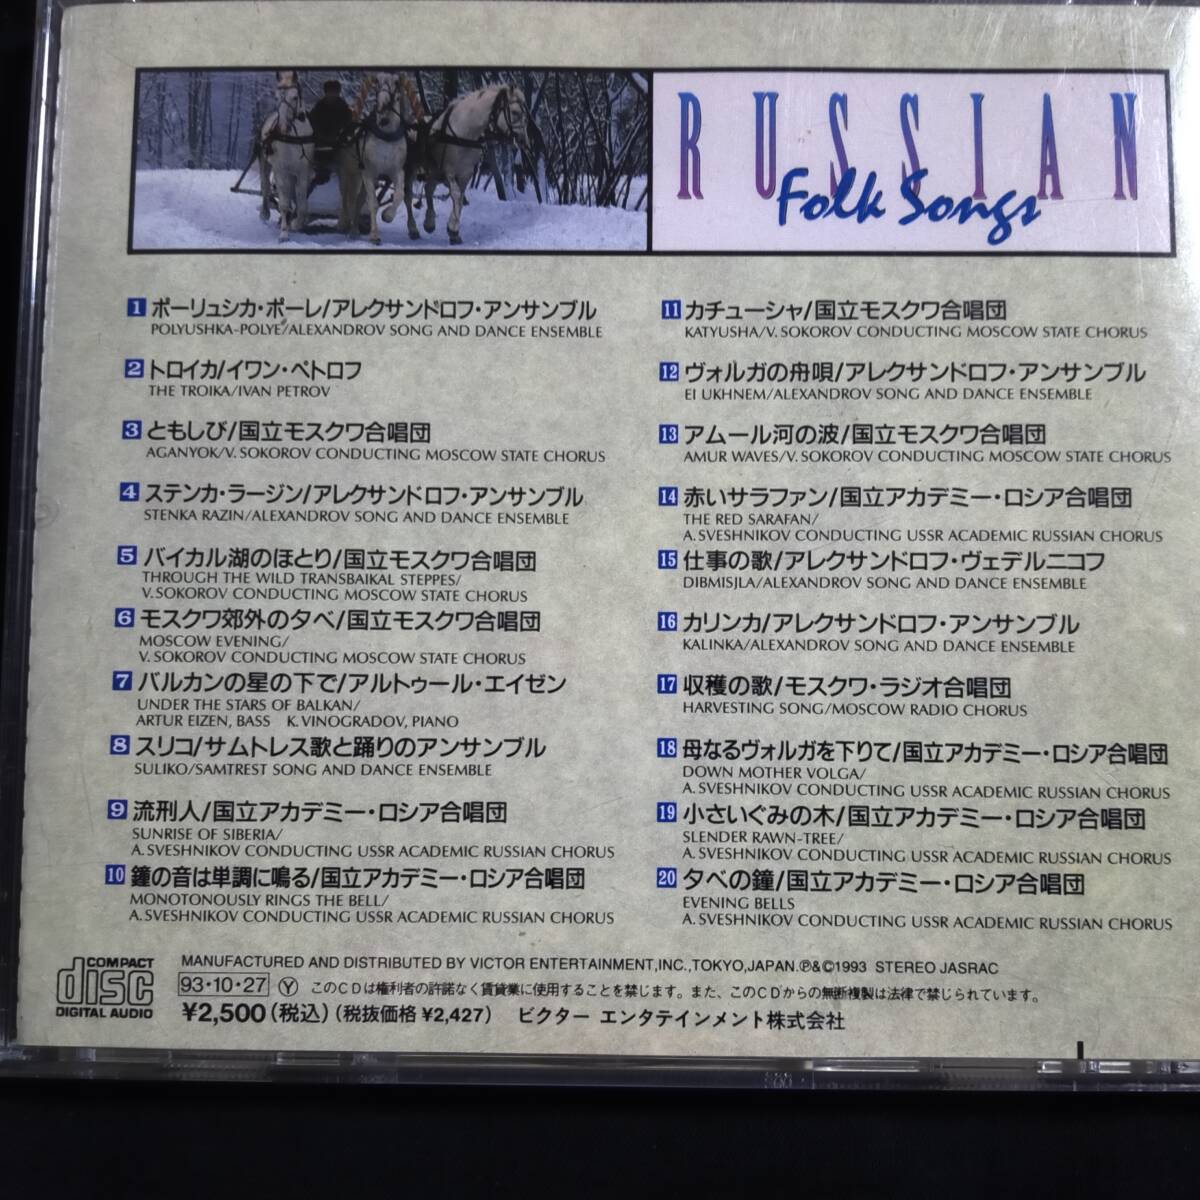 RUSSIAN
Folk Songs
1 ポーリュシカ・ポーレ/アレクサンドロフ・アンサンブル
POLYUSHKA-POLYE/ALEXANDROV SONG AND DANCE ENSEMBLE
2 トロイカ/イワン・ペトロフ
THE TROIKA/IVAN PETROV
3 ともしび/国立モスクワ合唱団
AGANYOK/V. SOKOROV CONDUCTING MOSCOW STATE CHORUS
4 ステンカ・ラージン/アレクサンドロフ・アンサンブル
STENKA RAZIN/ALEXANDROV SONG AND DANCE ENSEMBLE
5 バイカル湖のほとり/国立モスクワ合唱団
THROUGH THE WILD TRANSBAIKAL STEPPES/
V. SOKOROV CONDUCTING MOSCOW STATE CHORUS
6 モスクワ郊外の夕べ/国立モスクワ合唱団
MOSCOW EVENING/
V. SOKOROV CONDUCTING MOSCOW STATE CHORUS
7 バルカンの星の下で/アルトゥール・エイゼン
UNDER THE STARS OF BALKAN/
ARTUR EIZEN, BASS K. VINOGRADOV, PIANO
8 スリコ/サムトレス歌と踊りのアンサンブル
SULIKO/SAMTREST SONG AND DANCE ENSEMBLE
9 流刑人/国立アカデミー・ロシア合唱団
SUNRISE OF SIBERIA/
A. SVESHNIKOV CONDUCTING USSR ACADEMIC RUSSIAN CHORUS
10 鐘の音は単調に鳴る/国立アカデミー・ロシア合唱団
MONOTONOUSLY RINGS THE BELL/
A. SVESHNIKOV CONDUCTING USSR ACADEMIC RUSSIAN CHORUS
11 カチューシャ/国立モスクワ合唱団
KATYUSHA/V. SOKOROV CONDUCTING MOSCOW STATE CHORUS
12 ヴォルガの舟唄/アレクサンドロフ・アンサンブル
EI UKHNEM/ALEXANDROV SONG AND DANCE ENSEMBLE
13 アムール河の波/国立モスクワ合唱団
AMUR WAVES/V. SOKOROV CONDUCTING MOSCOW STATE CHORUS
14 赤いサラファン/国立アカデミー・ロシア合唱団
THE RED SARAFAN/
A. SVESHNIKOV CONDUCTING USSR ACADEMIC RUSSIAN CHORUS
15 仕事の歌/アレクサンドロフ・ヴェデルニコフ
DIBMISJLA/ALEXANDROV SONG AND DANCE ENSEMBLE
16 カリンカ/アレクサンドロフ・アンサンブル
KALINKA/ALEXANDROV SONG AND DANCE ENSEMBLE
17 収穫の歌/モスクワ・ラジオ合唱団
HARVESTING SONG/MOSCOW RADIO CHORUS
18 母なるヴォルガを下りて/国立アカデミー・ロシア合唱団
DOWN MOTHER VOLGA/
A. SVESHNIKOV CONDUCTING USSR ACADEMIC RUSSIAN CHORUS
19 小さいぐみの木/国立アカデミー・ロシア合唱団
SLENDER RAWN-TREE/
A. SVESHNIKOV CONDUCTING USSR ACADEMIC RUSSIAN CHORUS
20 夕べの鐘/国立アカデミー・ロシア合唱団
EVENING BELLS
A. SVESHNIKOV CONDUCTING USSR ACADEMIC RUSSIAN CHORUS
COMPACT
disc
DIGITAL AUDIO
MANUFACTURED AND DISTRIBUTED BY VICTOR ENTERTAINMENT, INC., TOKYO, JAPAN. ℗&©1993 STEREO JASRAC
93・10・27 Ⓨ このCDは権利者の許諾なく賃貸業に使用することを禁じます。また、このCDからの無断複製は法律で禁じられています。
¥2,500(税込)(税抜価格¥2,427) ビクター エンタテインメント株式会社